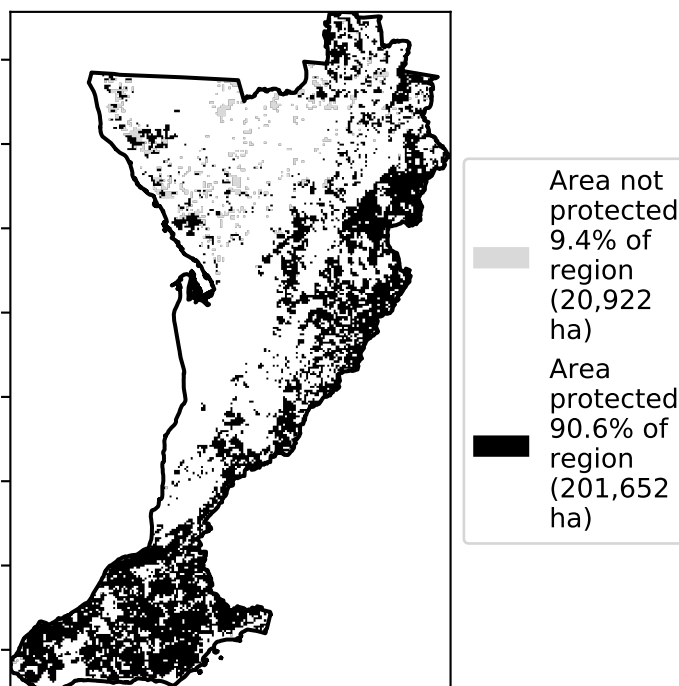 Area not
protected
9.4% of
region
(20,922
ha)
Area
protected
90.6% of
region
(201,652
ha)